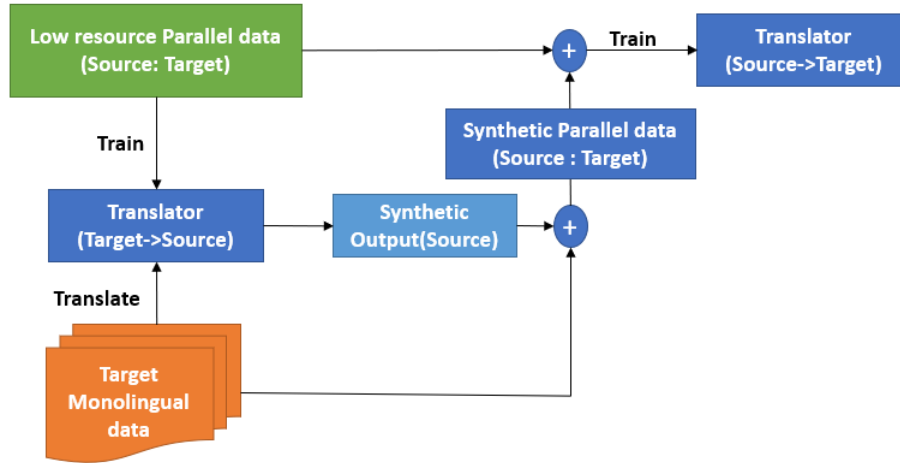 Low resource Parallel data
(Source: Target)
+
Train
Translator
(Source->Target)
Train
Synthetic Parallel data
(Source : Target)
Translator
(Target->Source)
Synthetic
Output(Source)
+
Translate
Target
Monolingual
data